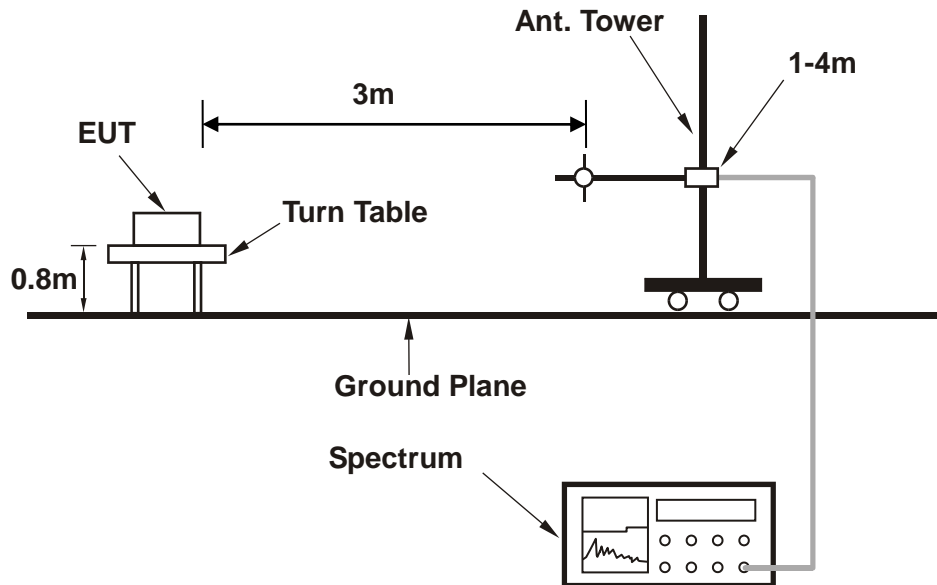 Ant. Tower
1-4m
3m
EUT
Turn Table
0.8m
Ground Plane
Spectrum